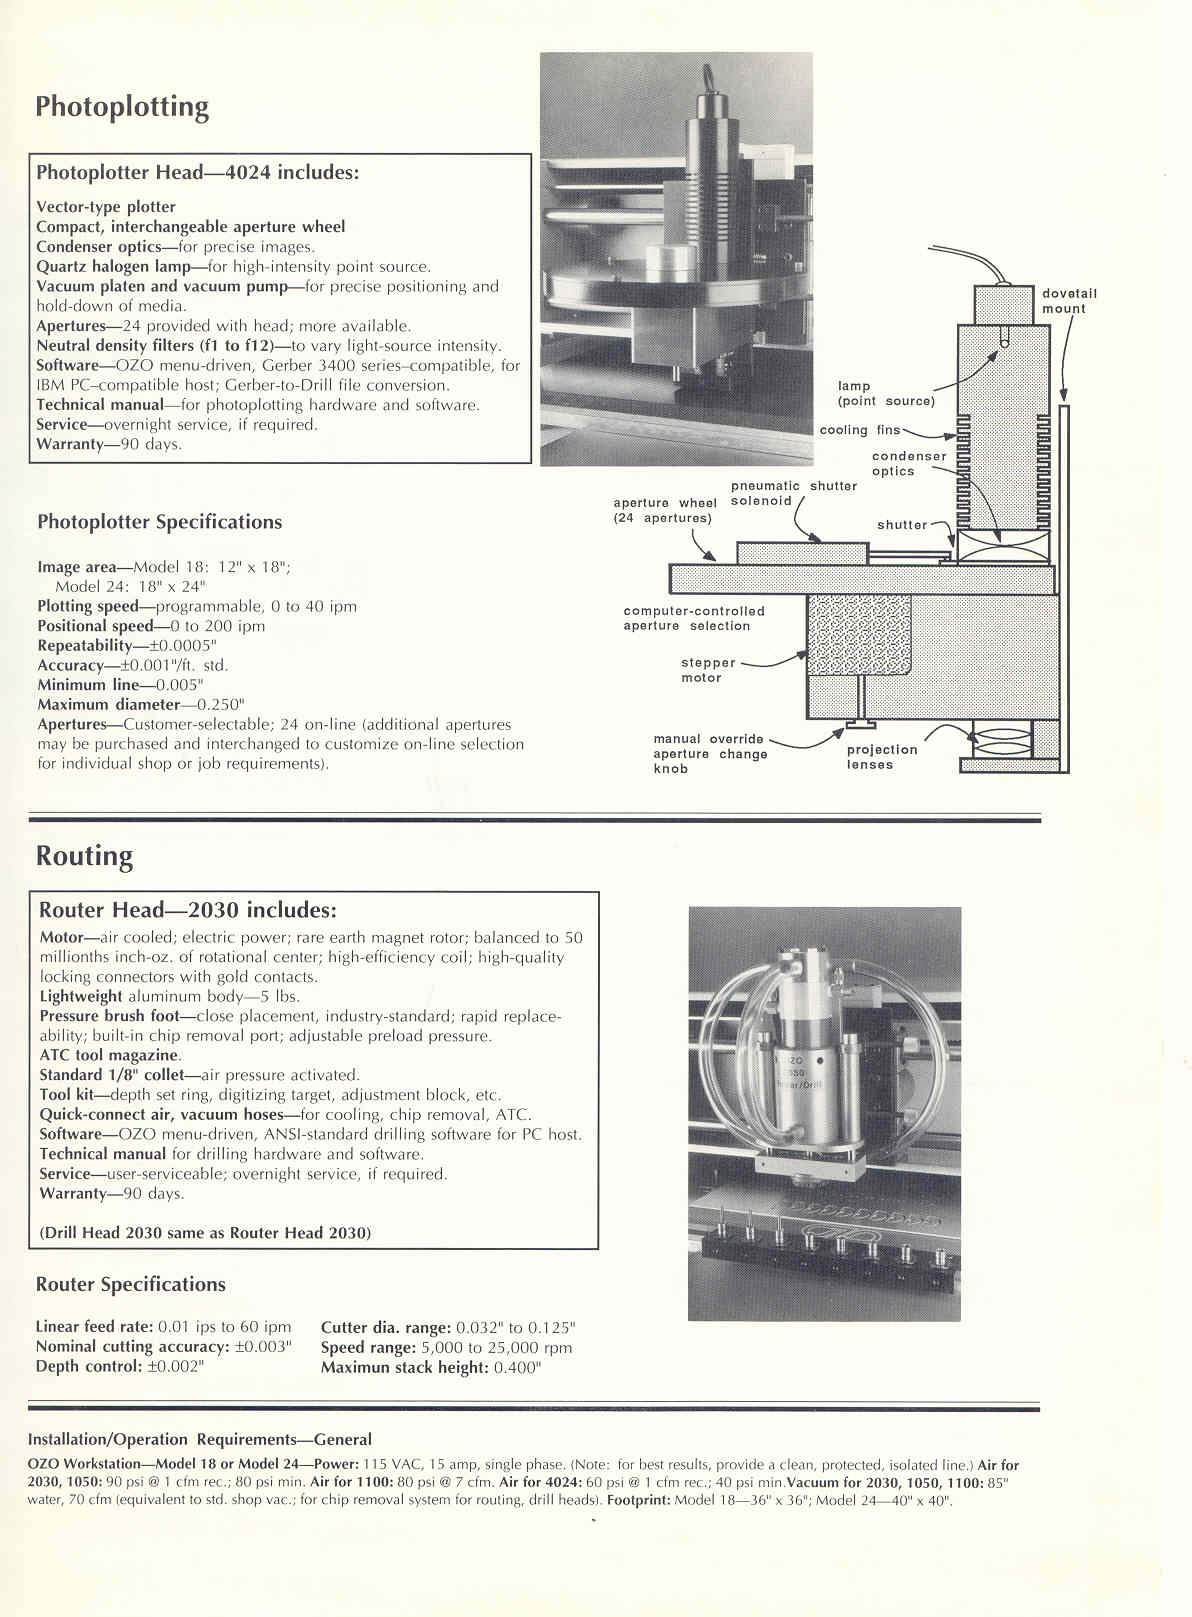 Photoplotting
Photoplotter Head—4024 includes:
Vector-type plotter
Compact, interchangeable aperture wheel
Condenser optics—for precise images.
Quartz halogen lamp—for high-intensity point source.
Vacuum platen and vacuum pump—for precise positioning and
hold-down of media.
Apertures—24 provided with head; more available.
Neutral density filters (f1 to f12)—to vary light-source intensity.
Software—OZO menu-driven, Gerber 3400 series–compatible, for
IBM PC–compatible host; Gerber-to-Drill file conversion.
Technical manual—for photoplotting hardware and software.
Service—overnight service, if required.
Warranty—90 days.
Photoplotter Specifications
Image area—Model 18: 12" x 18";
Model 24: 18" x 24"
Plotting speed—programmable, 0 to 40 ipm
Positional speed—0 to 200 ipm
Repeatability—±0.0005"
Accuracy—±0.001"/ft. std.
Minimum line—0.005"
Maximum diameter—0.250"
Apertures—Customer-selectable; 24 on-line (additional apertures
may be purchased and interchanged to customize on-line selection
for individual shop or job requirements).
dovetail
mount
lamp
(point source)
cooling fins
condenser
optics
pneumatic shutter
solenoid
aperture wheel
(24 apertures)
shutter
computer-controlled
aperture selection
stepper
motor
manual override
aperture change
knob
projection
lenses
Routing
Router Head—2030 includes:
Motor—air cooled; electric power; rare earth magnet rotor; balanced to 50
millionths inch-oz. of rotational center; high-efficiency coil; high-quality
locking connectors with gold contacts.
Lightweight aluminum body—5 lbs.
Pressure brush foot—close placement, industry-standard; rapid replace-
ability; built-in chip removal port; adjustable preload pressure.
ATC tool magazine.
Standard 1/8" collet—air pressure activated.
Tool kit—depth set ring, digitizing target, adjustment block, etc.
Quick-connect air, vacuum hoses—for cooling, chip removal, ATC.
Software—OZO menu-driven, ANSI-standard drilling software for PC host.
Technical manual for drilling hardware and software.
Service—user-serviceable; overnight service, if required.
Warranty—90 days.
(Drill Head 2030 same as Router Head 2030)
OZO
/Drill
Router Specifications
Linear feed rate: 0.01 ips to 60 ipm
Nominal cutting accuracy: ±0.003"
Depth control: ±0.002"
Cutter dia. range: 0.032" to 0.125"
Speed range: 5,000 to 25,000 rpm
Maximun stack height: 0.400"
Installation/Operation Requirements—General
OZO Workstation—Model 18 or Model 24—Power: 115 VAC, 15 amp, single phase. (Note: for best results, provide a clean, protected, isolated line.) Air for
2030, 1050: 90 psi @ 1 cfm rec.; 80 psi min. Air for 1100: 80 psi @ 7 cfm. Air for 4024: 60 psi @ 1 cfm rec.; 40 psi min.Vacuum for 2030, 1050, 1100: 85"
water, 70 cfm (equivalent to std. shop vac.; for chip removal system for routing, drill heads). Footprint: Model 18—36" x 36"; Model 24—40" x 40".